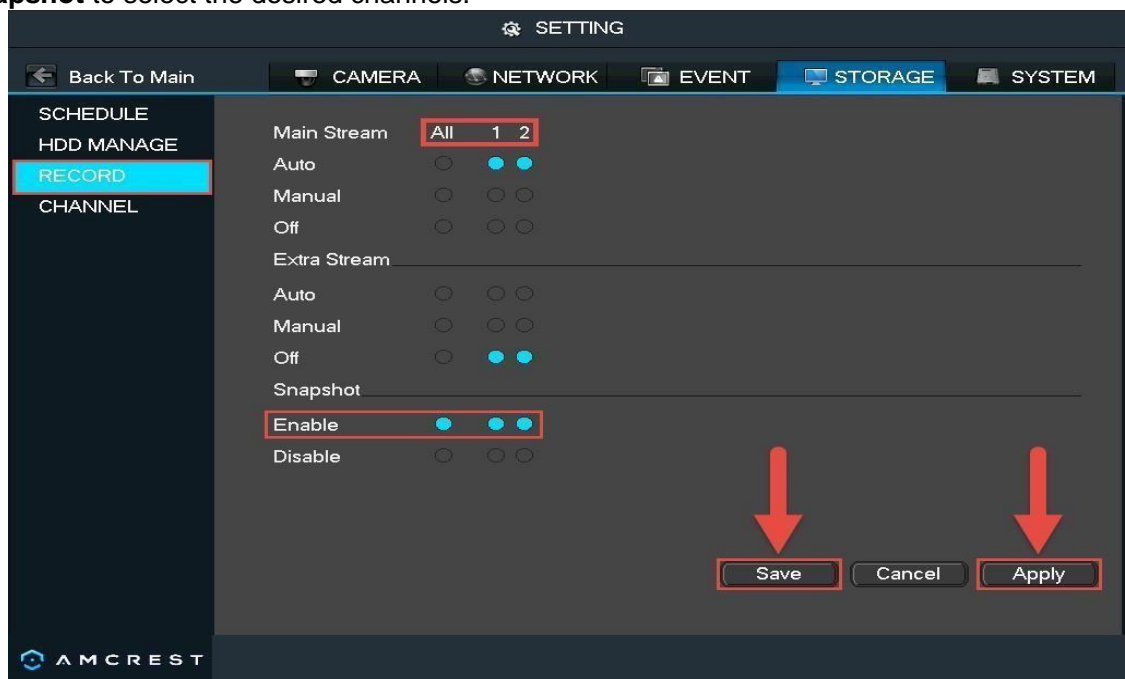 apshot to select the desired channels.
SETTING
Back To Main CAMERA NETWORK EVENT STORAGE SYSTEM
SCHEDULE
HDD MANAGE
RECORD
CHANNEL
Main Stream All 1 2
Auto
Manual
Off
Extra Stream
Auto
Manual
Off
Snapshot
Enable
Disable
Save Cancel Apply
AMCREST